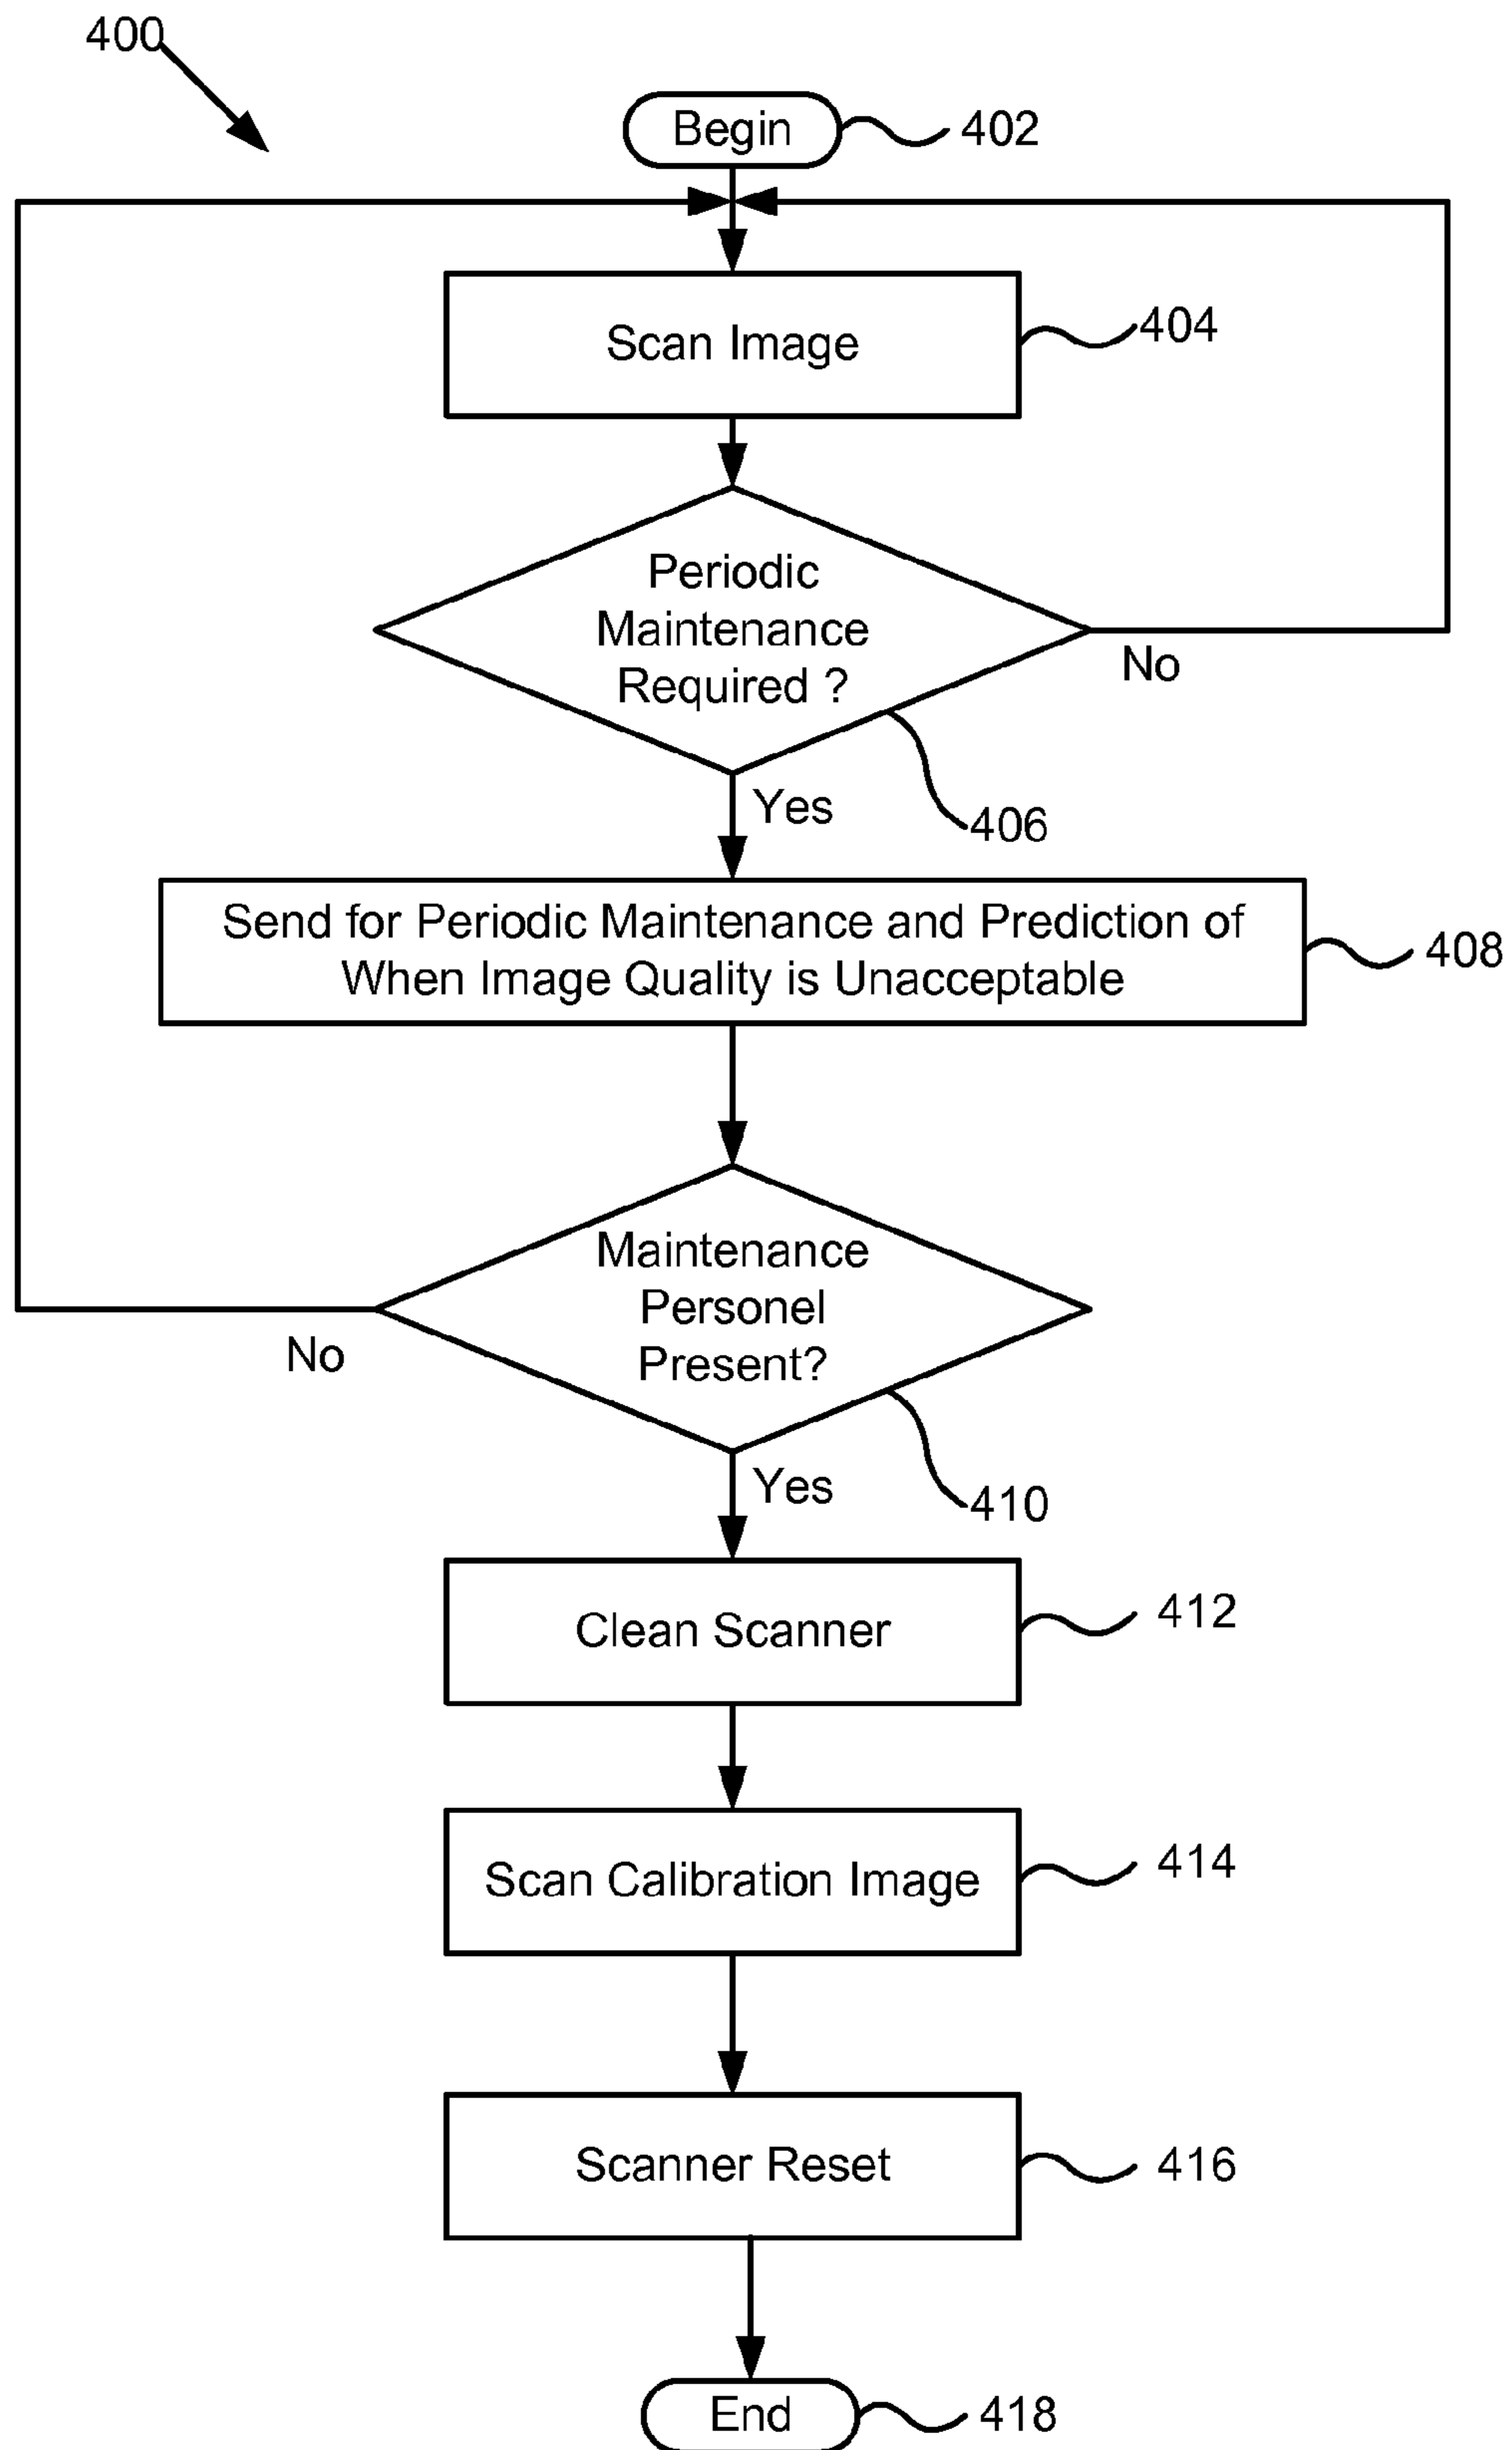 400
Begin
402
Scan Image
404
Periodic
Maintenance
Required ?
No
Yes
406
Send for Periodic Maintenance and Prediction of
When Image Quality is Unacceptable
408
Maintenance
Personel
Present?
No
Yes
410
Clean Scanner
412
Scan Calibration Image
414
Scanner Reset
416
End
418